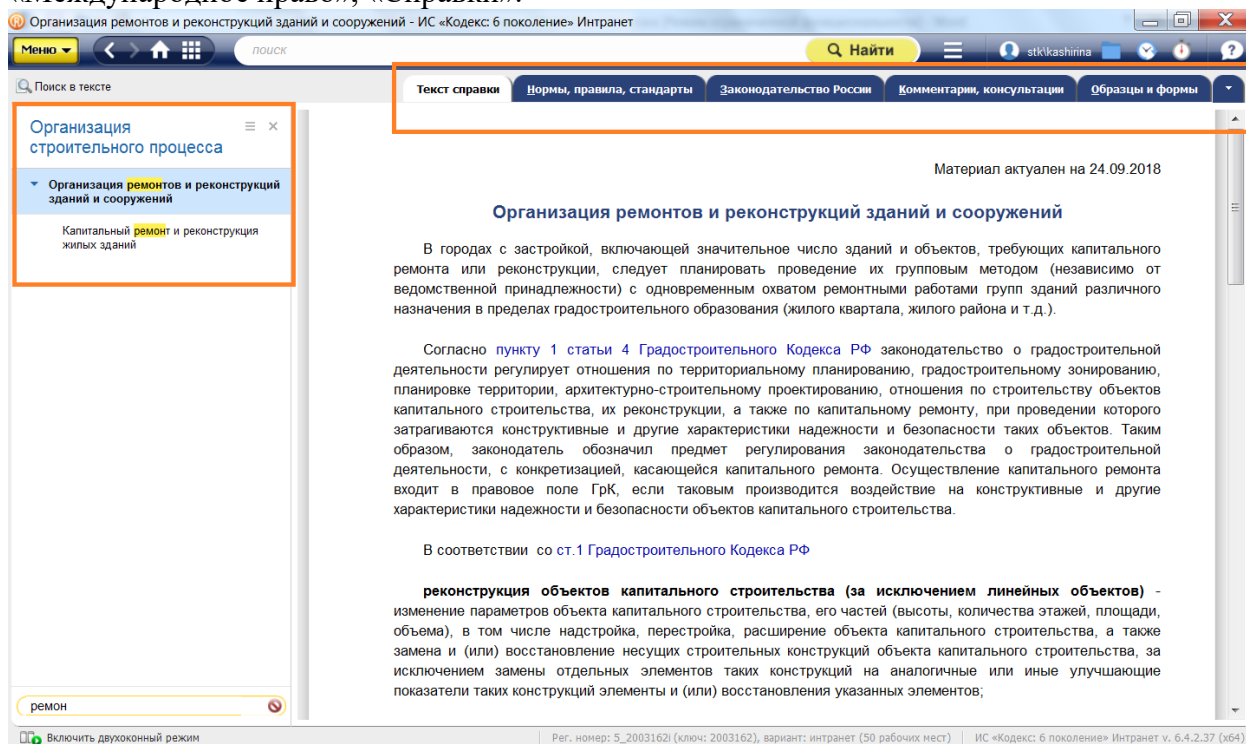 «Международное право», «Справки».
Организация ремонтов и реконструкций зданий и сооружений - ИС «Кодекс: 6 поколение» Интранет
Меню поиск Найти stk\kashirina
Поиск в тексте
Текст справки Нормы, правила, стандарты Законодательство России Комментарии, консультации Образцы и формы
Организация
строительного процесса
Организация ремонтов и реконструкций
зданий и сооружений
Капитальный ремонт и реконструкция
жилых зданий
ремон
Материал актуален на 24.09.2018
Организация ремонтов и реконструкций зданий и сооружений
В городах с застройкой, включающей значительное число зданий и объектов, требующих капитального
ремонта или реконструкции, следует планировать проведение их групповым методом (независимо от
ведомственной принадлежности) с одновременным охватом ремонтными работами групп зданий различного
назначения в пределах градостроительного образования (жилого квартала, жилого района и т.д.).
Согласно пункту 1 статьи 4 Градостроительного Кодекса РФ законодательство о градостроительной
деятельности регулирует отношения по территориальному планированию, градостроительному зонированию,
планировке территории, архитектурно-строительному проектированию, отношения по строительству объектов
капитального строительства, их реконструкции, а также по капитальному ремонту, при проведении которого
затрагиваются конструктивные и другие характеристики надежности и безопасности таких объектов. Таким
образом, законодатель обозначил предмет регулирования законодательства о градостроительной
деятельности, с конкретизацией, касающейся капитального ремонта. Осуществление капитального ремонта
входит в правовое поле ГрК, если таковым производится воздействие на конструктивные и другие
характеристики надежности и безопасности объектов капитального строительства.
В соответствии со ст.1 Градостроительного Кодекса РФ
реконструкция объектов капитального строительства (за исключением линейных объектов) -
изменение параметров объекта капитального строительства, его частей (высоты, количества этажей, площади,
объема), в том числе надстройка, перестройка, расширение объекта капитального строительства, а также
замена и (или) восстановление несущих строительных конструкций объекта капитального строительства, за
исключением замены отдельных элементов таких конструкций на аналогичные или иные улучшающие
показатели таких конструкций элементы и (или) восстановления указанных элементов;
Включить двухоконный режим Рег. номер: 5_2003162i (ключ: 2003162), вариант: интранет (50 рабочих мест) ИС «Кодекс: 6 поколение» Интранет v. 6.4.2.37 (x64)